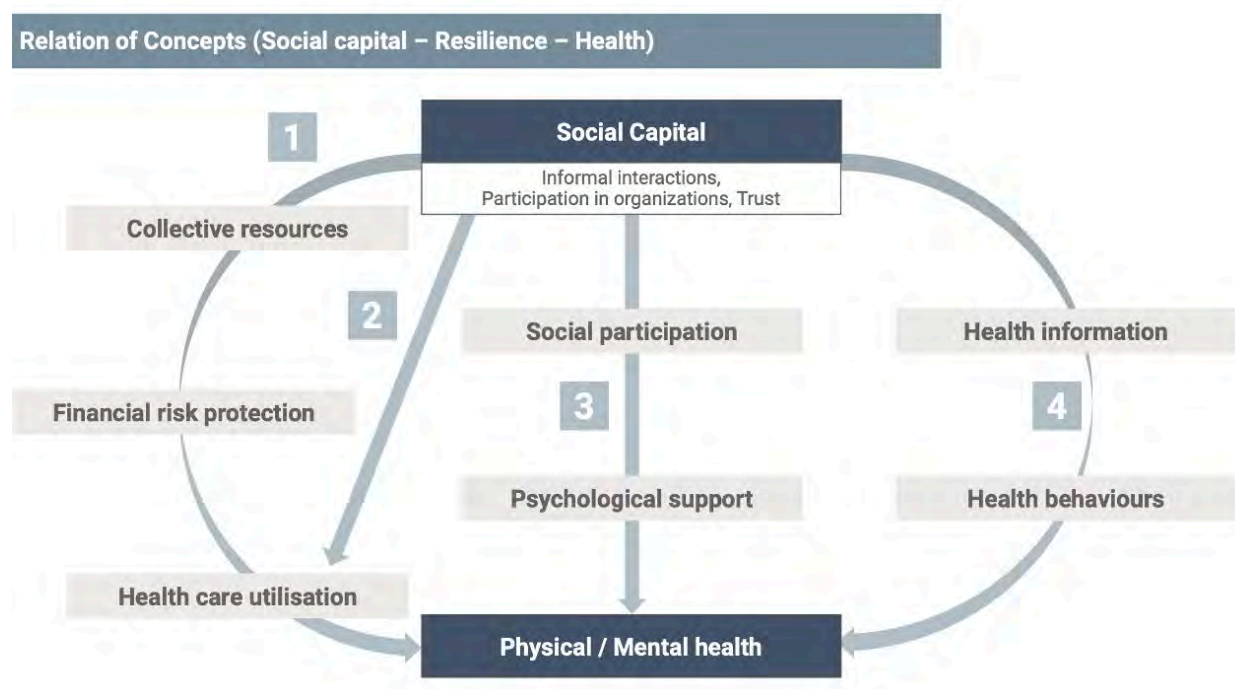 Relation of Concepts (Social capital – Resilience – Health)
1
Social Capital
Informal interactions,
Participation in organizations, Trust
Collective resources
2
Social participation
Health information
3
4
Financial risk protection
Psychological support
Health behaviours
Health care utilisation
Physical / Mental health